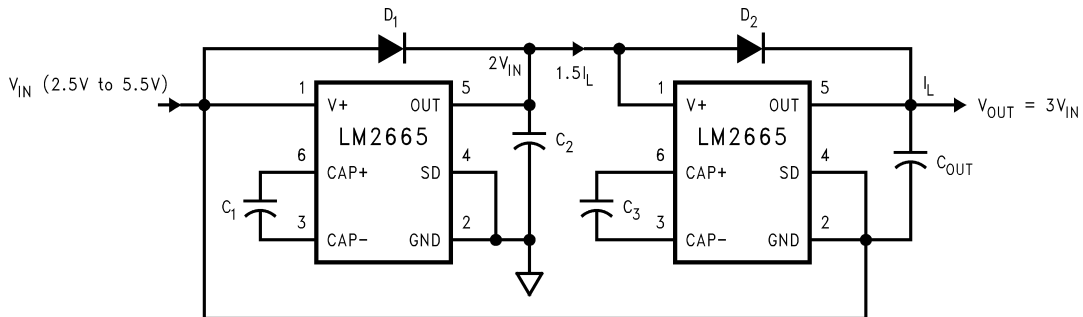 D1
D2
VIN (2.5V to 5.5V)
2VIN
1.5IL
IL
VOUT = 3VIN
1
V+
OUT
5
LM2665
6
CAP+
SD
4
C1
3
CAP-
GND
2
C2
1
V+
OUT
5
LM2665
6
CAP+
SD
4
C3
3
CAP-
GND
2
COUT